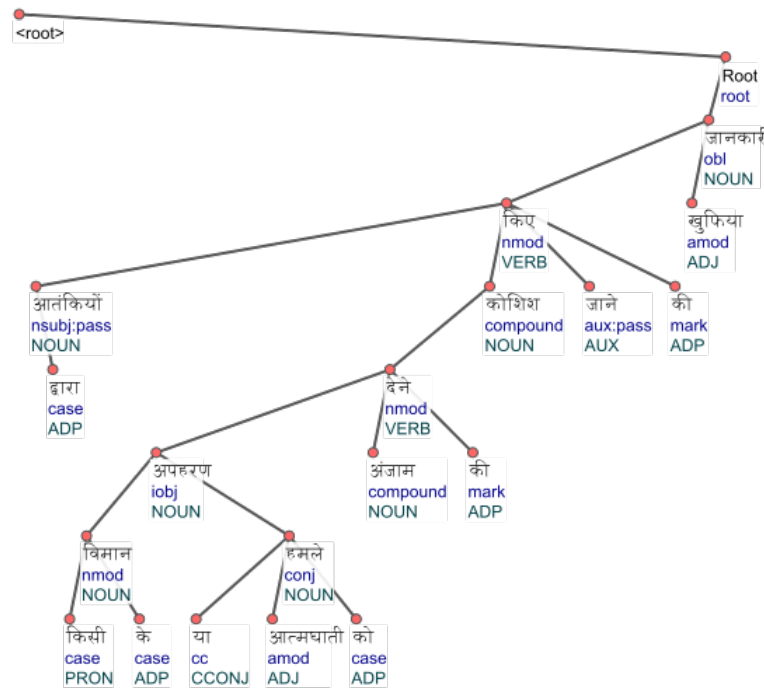 <root>
Root
root
जानकारी
obl
NOUN
किए
nmod
VERB
खुफिया
amod
ADJ
आतंकियों
nsubj:pass
NOUN
कोशिश
compound
NOUN
जाने
aux:pass
AUX
की
mark
ADP
द्वारा
case
ADP
देने
nmod
VERB
अपहरण
iobj
NOUN
अंजाम
compound
NOUN
की
mark
ADP
विमान
nmod
NOUN
हमले
conj
NOUN
किसी
case
PRON
के
case
ADP
या
cc
CCONJ
आत्मघाती
amod
ADJ
को
case
ADP